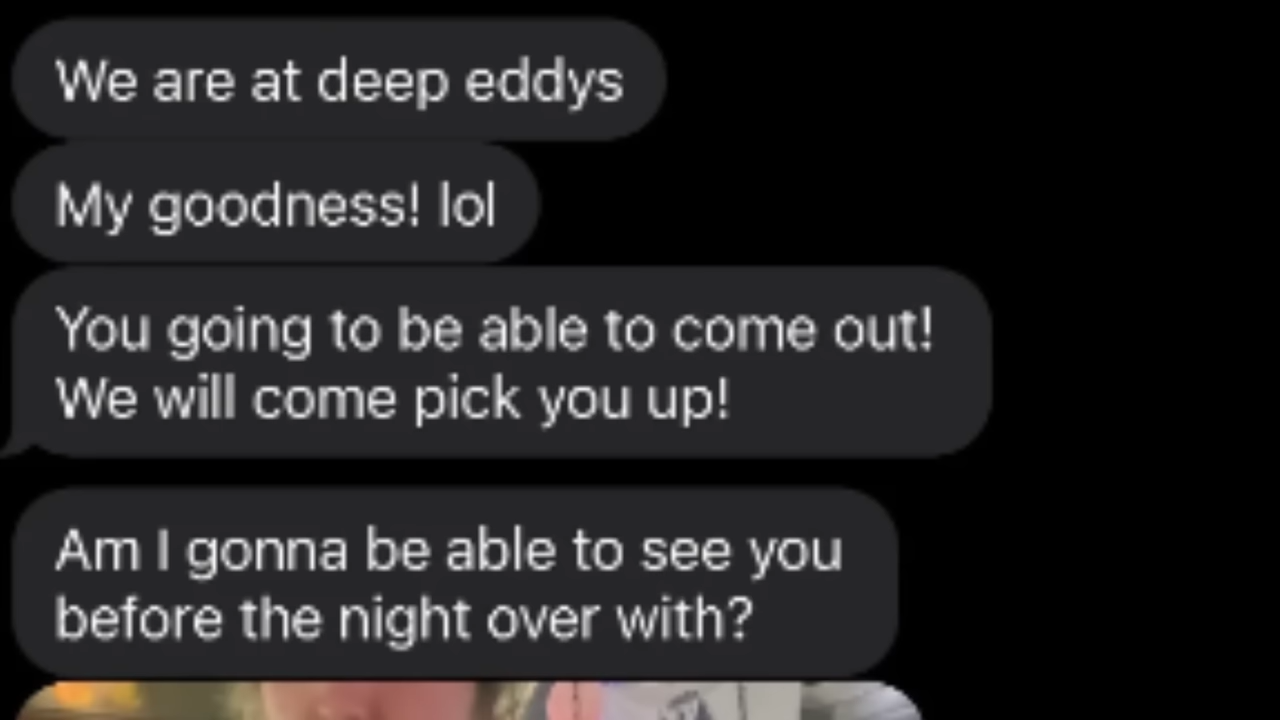 We are at deep eddys
My goodness! lol
You going to be able to come out!
We will come pick you up!
Am I gonna be able to see you
before the night over with?